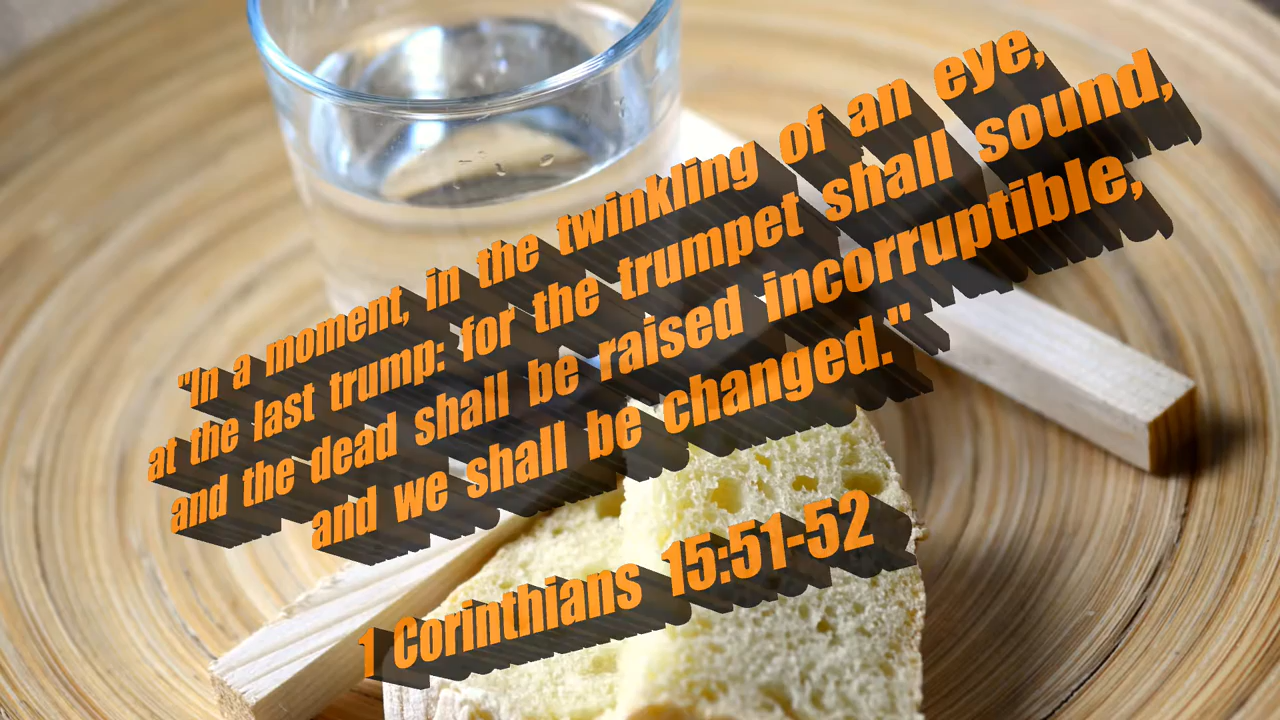 "In a moment, in the twinkling of an eye,
at the last trump: for the trumpet shall sound,
and the dead shall be raised incorruptible,
and we shall be changed."
1 Corinthians 15:51-52